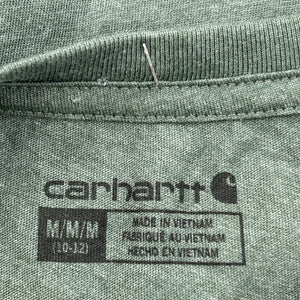 carhartt
M/M/M
(10-12)
MADE IN VIETNAM
FABRIQUÉ AU VIETNAM
HECHO EN VIETNAM